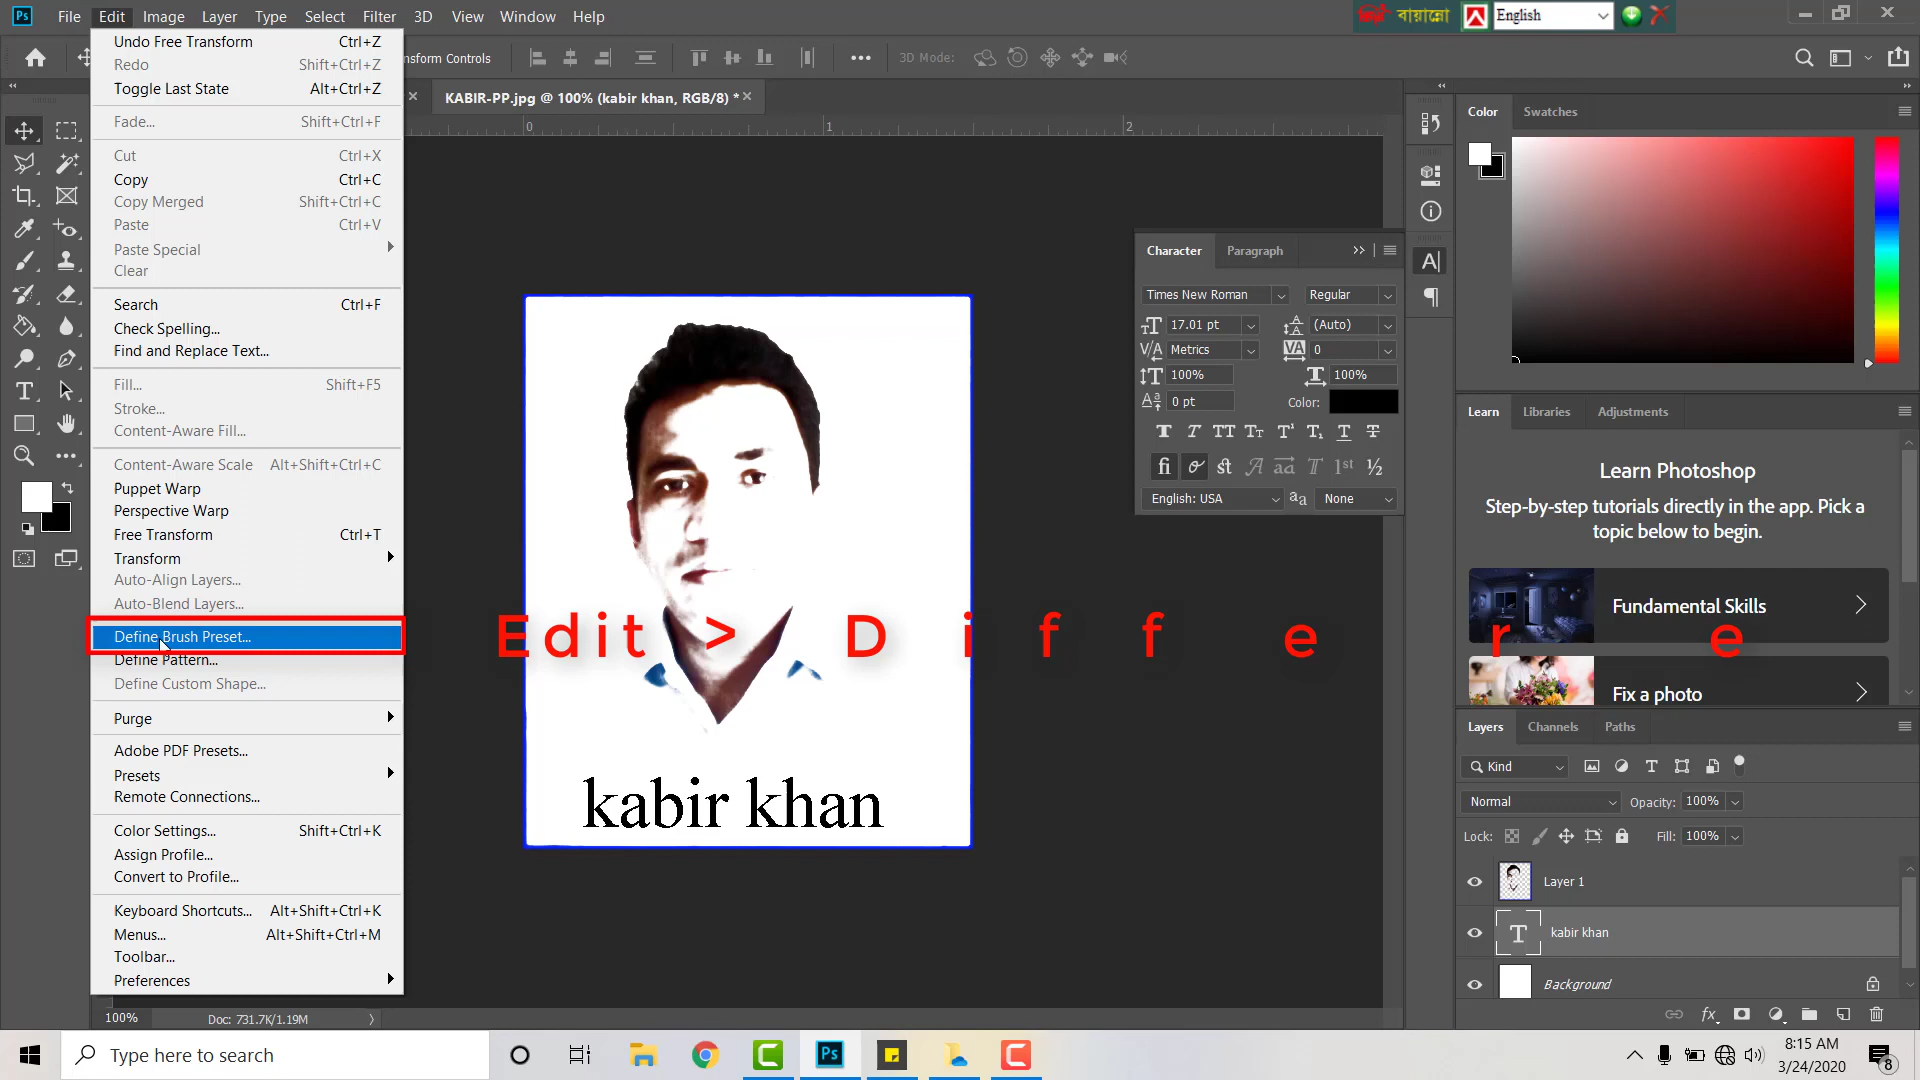 Ps File Edit Image Layer Type Select Filter 3D View Window Help
বায়ান্নো English
Undo Free Transform Ctrl+Z
Redo Shift+Ctrl+Z
Toggle Last State Alt+Ctrl+Z
Fade... Shift+Ctrl+F
Cut Ctrl+X
Copy Ctrl+C
Copy Merged Shift+Ctrl+C
Paste Ctrl+V
Paste Special
Clear
Search Ctrl+F
Check Spelling...
Find and Replace Text...
Fill... Shift+F5
Stroke...
Content-Aware Fill...
Content-Aware Scale Alt+Shift+Ctrl+C
Puppet Warp
Perspective Warp
Free Transform Ctrl+T
Transform
Auto-Align Layers...
Auto-Blend Layers...
Define Brush Preset...
Define Pattern...
Define Custom Shape...
Purge
Adobe PDF Presets...
Presets
Remote Connections...
Color Settings... Shift+Ctrl+K
Assign Profile...
Convert to Profile...
Keyboard Shortcuts... Alt+Shift+Ctrl+K
Menus... Alt+Shift+Ctrl+M
Toolbar...
Preferences
nsform Controls 3D Mode:
KABIR-PP.jpg @ 100% (kabir khan, RGB/8) *
0 1 2
Edit > Differe
kabir khan
Character Paragraph
Times New Roman Regular
17.01 pt (Auto)
Metrics 0
100% 100%
0 pt Color:
English: USA None
Color Swatches
Learn Libraries Adjustments
Learn Photoshop
Step-by-step tutorials directly in the app. Pick a
topic below to begin.
Fundamental Skills
Fix a photo
Layers Channels Paths
Kind
Normal Opacity: 100%
Lock: Fill: 100%
Layer 1
kabir khan
Background
100% Doc: 731.7K/1.19M
Type here to search
Ps
8:15 AM
3/24/2020
8